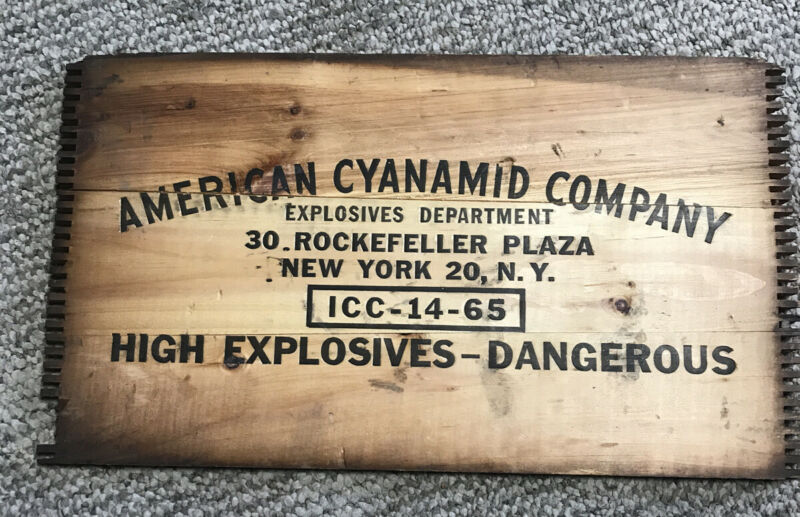 AMERICAN CYANAMID COMPANY
EXPLOSIVES DEPARTMENT
30 ROCKEFELLER PLAZA
NEW YORK 20, N.Y.
ICC-14-65
HIGH EXPLOSIVES-DANGEROUS